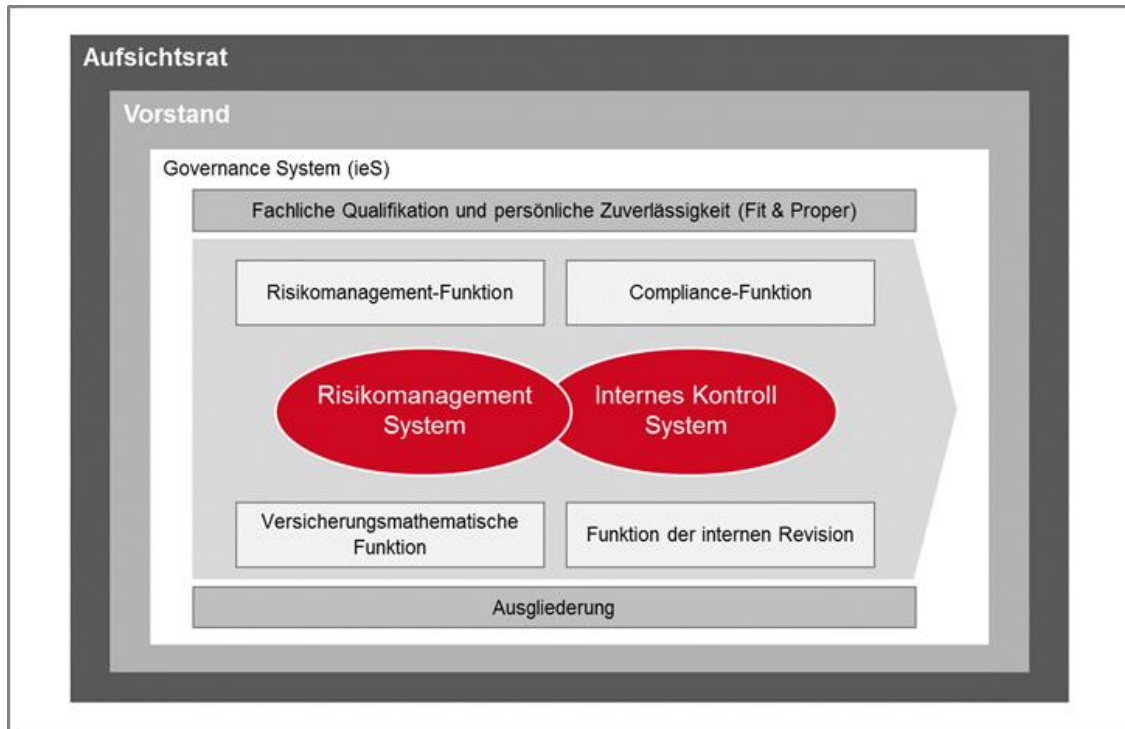 Aufsichtsrat
Vorstand
Governance System (ieS)
Fachliche Qualifikation und persönliche Zuverlässigkeit (Fit & Proper)
Risikomanagement-Funktion
Compliance-Funktion
Risikomanagement
System
Internes Kontroll
System
Versicherungsmathematische
Funktion
Funktion der internen Revision
Ausgliederung